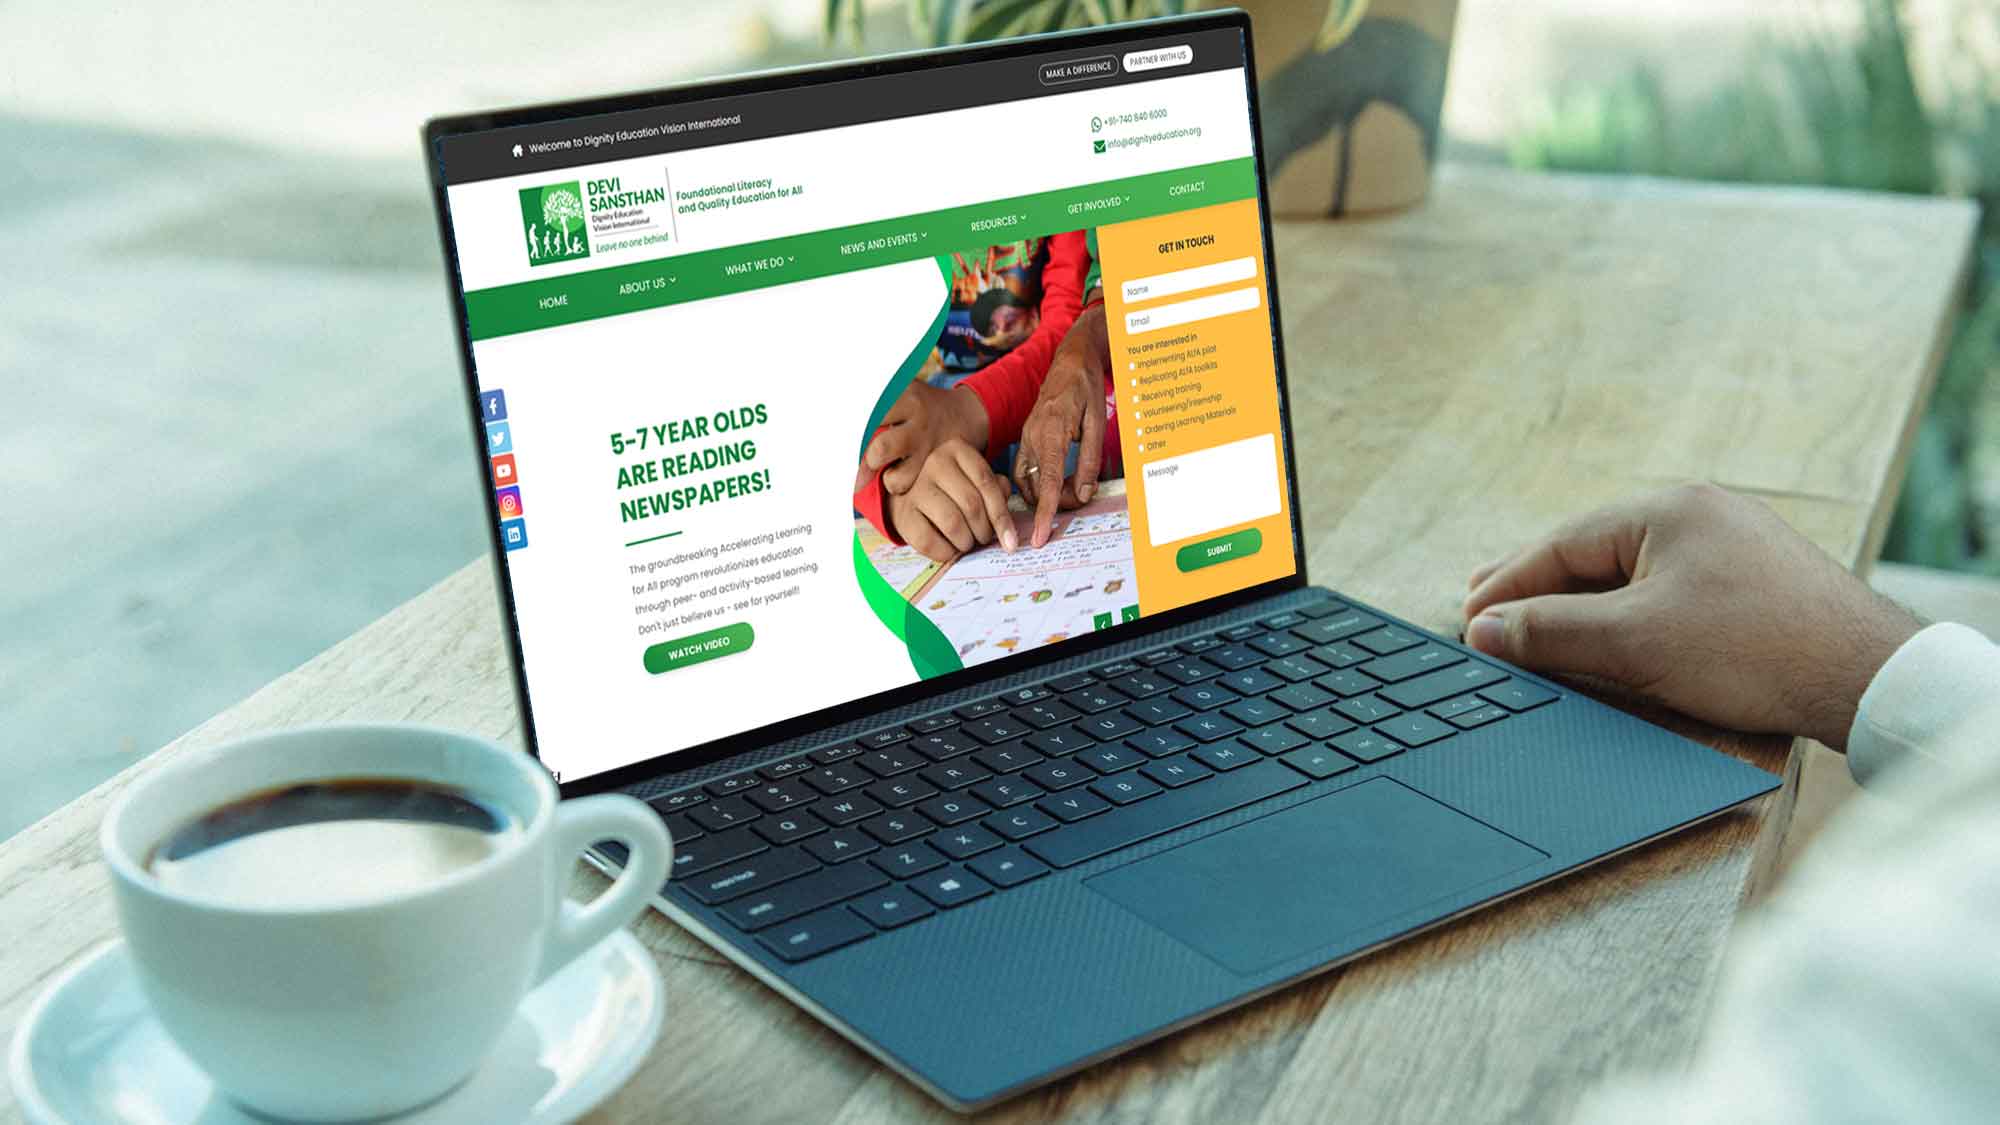 MAKE A DIFFERENCE
PARTNER WITH US
Welcome to Dignity Education Vision International
+91-740 840 6000
info@dignityeducation.org
DEVI
SANSTHAN
Dignity Education
Vision International
Leave no one behind
Foundational Literacy
and Quality Education for All
HOME
ABOUT US
WHAT WE DO
NEWS AND EVENTS
RESOURCES
GET INVOLVED
CONTACT
5-7 YEAR OLDS
ARE READING
NEWSPAPERS!
The groundbreaking Accelerating Learning
for All program revolutionizes education
through peer- and activity-based learning.
Don't just believe us - see for yourself!
WATCH VIDEO
GET IN TOUCH
Name
Email
You are interested in
Implementing ALfA pilot
Replicating ALfA toolkits
Receiving training
Volunteering/Internship
Ordering Learning Materials
Other
Message
SUBMIT
Q W E R T Y U I O P
A S D F G H J K L
Z X C V B N M
caps lock
shift